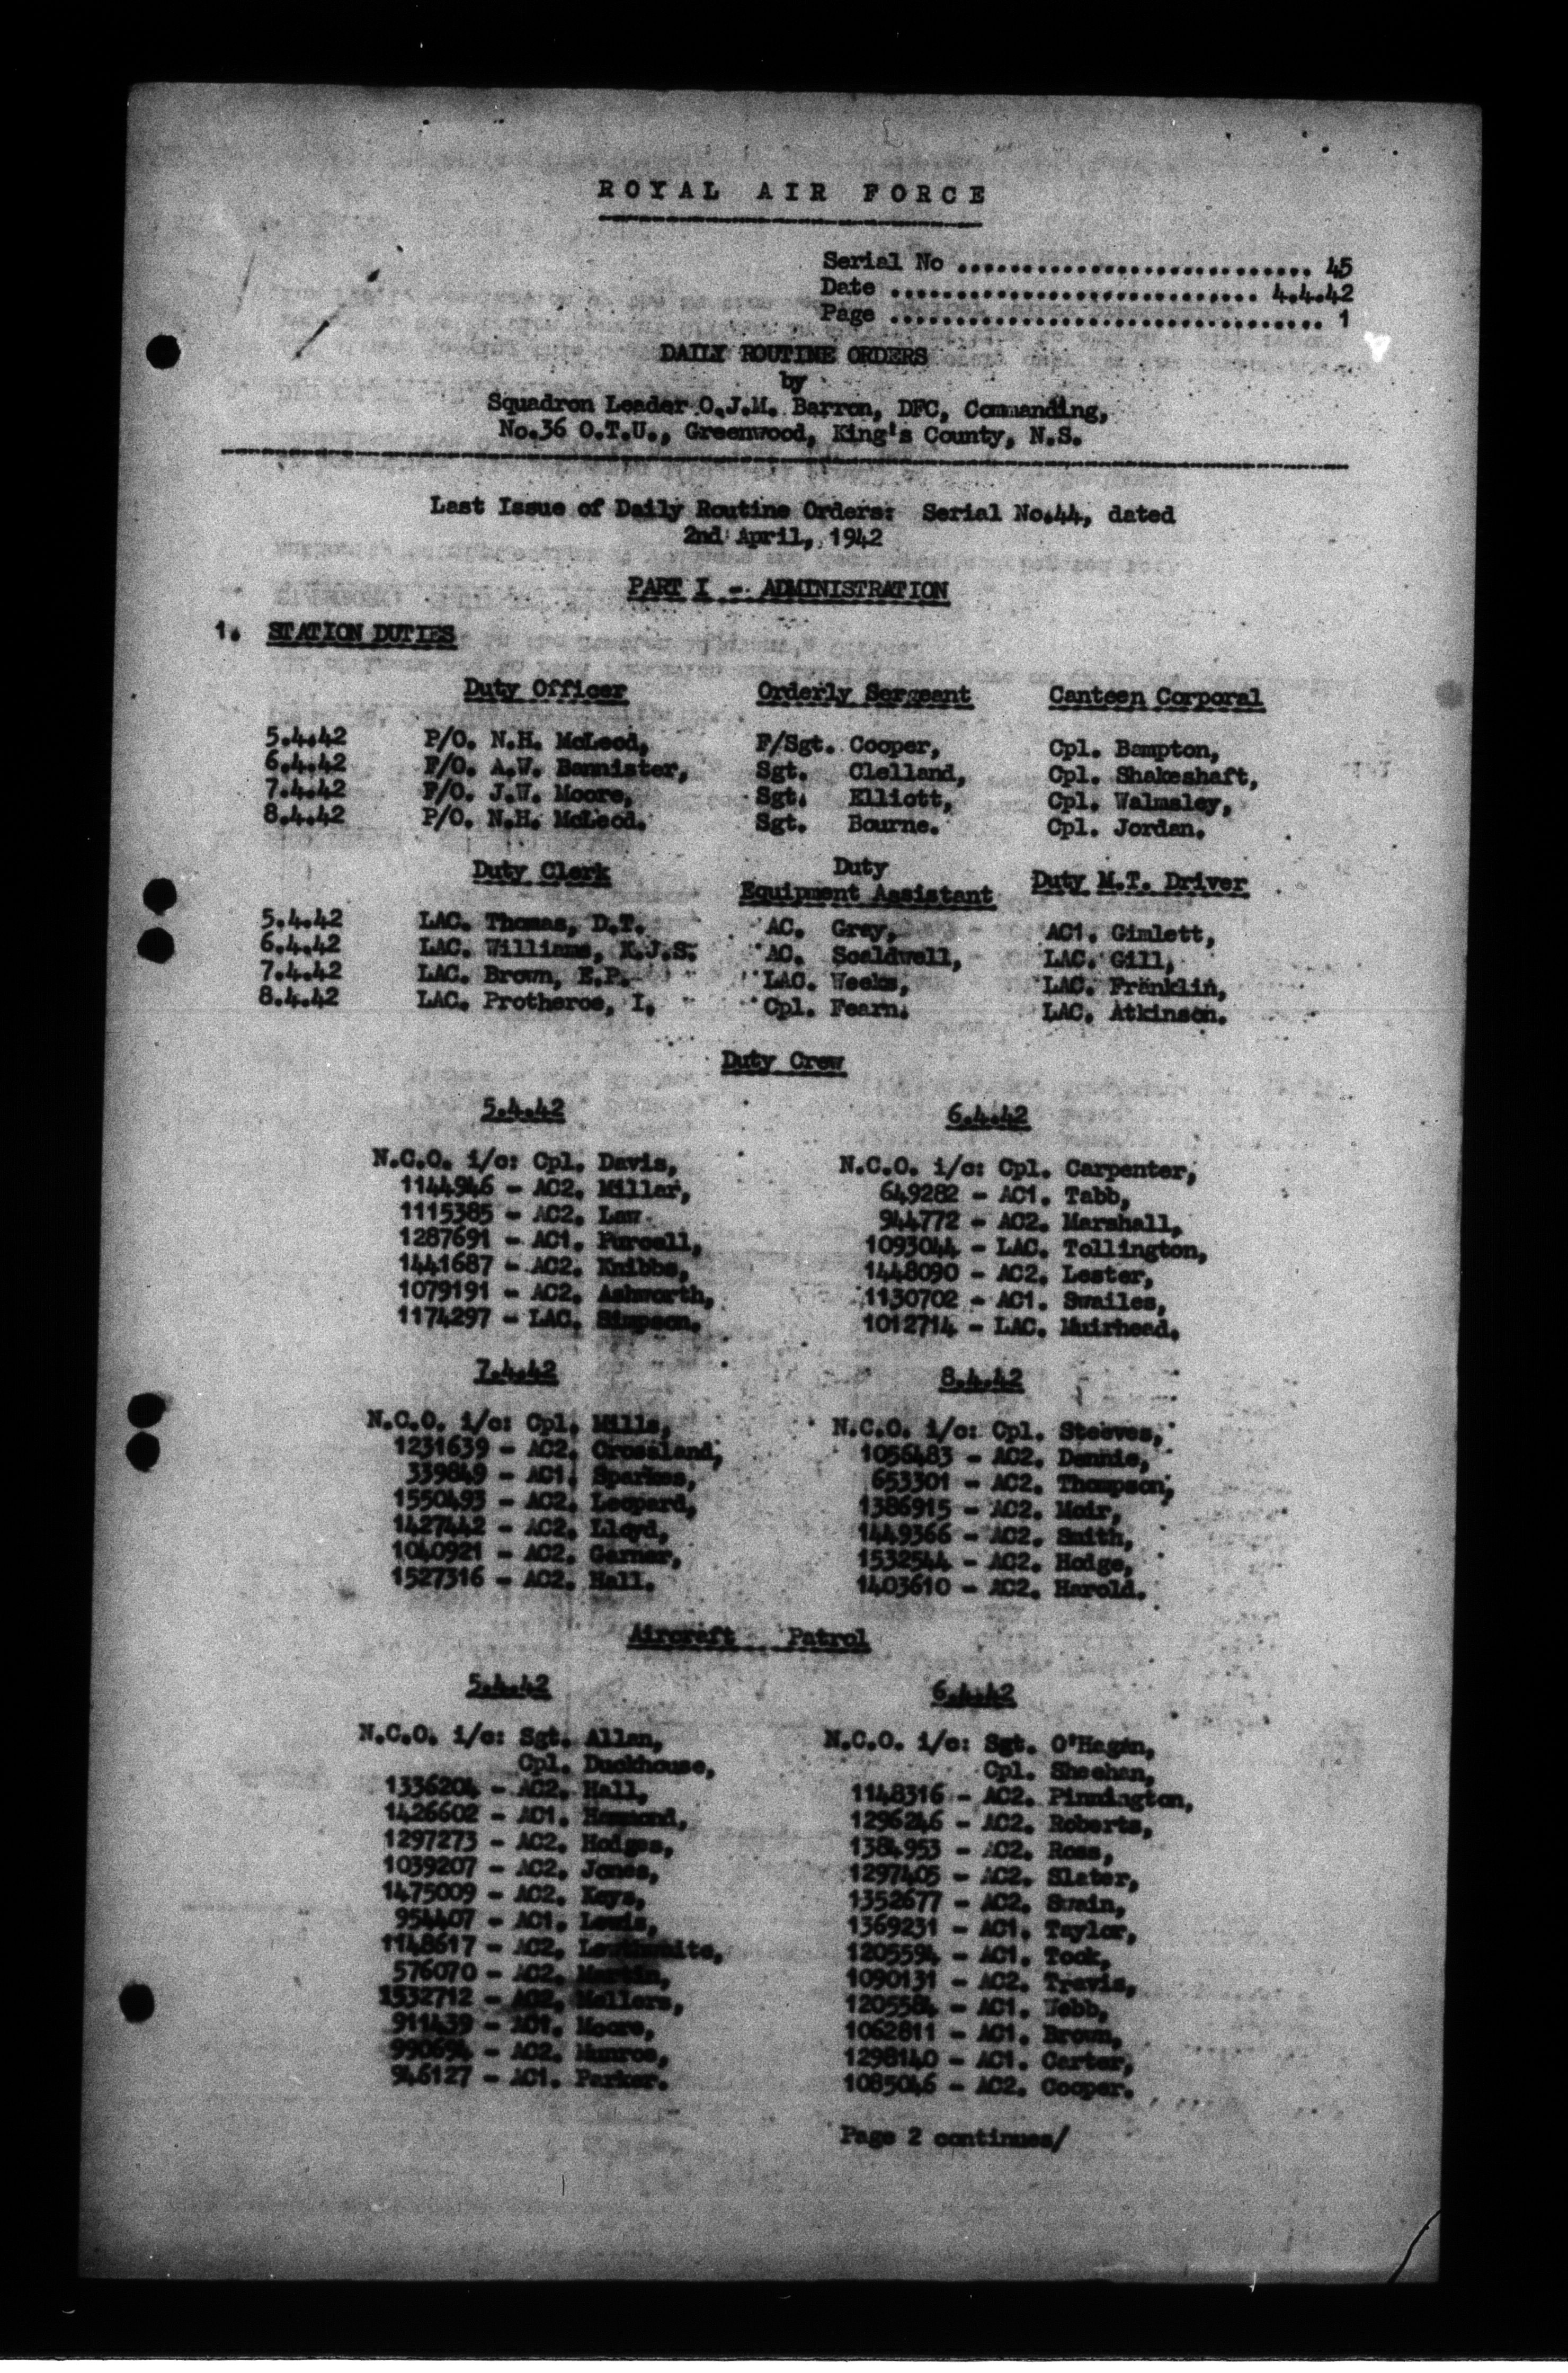 ROYAL AIR FORCE
Serial No ........................... 45
Date ............................ 4.4.42
Page ................................. 1
DAILY ROUTINE ORDERS
by
Squadron Leader O.J.M. Barron, DFC, Commanding,
No.36 O.T.U., Greenwood, King's County, N.S.
Last Issue of Daily Routine Orders: Serial No.44, dated
2nd April, 1942
PART I - ADMINISTRATION
1. STATION DUTIES
Duty Officer Orderly Sergeant Canteen Corporal
5.4.42 P/O. N.H. McLeod, F/Sgt. Cooper, Cpl. Bampton,
6.4.42 F/O. A.W. Bannister, Sgt. Clelland, Cpl. Shakeshaft,
7.4.42 F/O. J.W. Moore, Sgt. Elliott, Cpl. Walmsley,
8.4.42 P/O. N.H. McLeod. Sgt. Bourne. Cpl. Jordan.
Duty Clerk Duty Equipment Assistant Duty M.T. Driver
5.4.42 LAC. Thomas, D.T. AC. Gray, AC1. Gimlett,
6.4.42 LAC. Williams, K.J.S. AC. Scaldwell, LAC. Gill,
7.4.42 LAC. Brown, E.P. LAC. Weeks, LAC. Franklin,
8.4.42 LAC. Protheroe, I. Cpl. Fearn. LAC. Atkinson.
Duty Crew
5.4.42
N.C.O. i/c: Cpl. Davis,
1144946 - AC2. Millar,
1115385 - AC2. Law
1287691 - AC1. Purcell,
1441687 - AC2. Knibbs,
1079191 - AC2. Ashworth,
1174297 - LAC. Simpson.
6.4.42
N.C.O. i/c: Cpl. Carpenter,
649282 - AC1. Tabb,
944772 - AC2. Marshall,
1093044 - LAC. Tollington,
1448090 - AC2. Lester,
1130702 - AC1. Swailes,
1012714 - LAC. Muirhead.
7.4.42
N.C.O. i/c: Cpl. Mills,
1231639 - AC2. Crossland,
339849 - AC1. Sparkes,
1550493 - AC2. Leopard,
1427442 - AC2. Lloyd,
1040921 - AC2. Garner,
1527316 - AC2. Hall.
8.4.42
N.C.O. i/c: Cpl. Steeves,
1056483 - AC2. Dennis,
653301 - AC2. Thompson,
1386915 - AC2. Moir,
1449366 - AC2. Smith,
1532544 - AC2. Hodge,
1403610 - AC2. Harold.
Aircraft Patrol
5.4.42
N.C.O. i/c: Sgt. Allan,
Cpl. Duckhouse,
1336204 - AC2. Hall,
1426602 - AC1. Hammond,
1297273 - AC2. Hodges,
1039207 - AC2. Jones,
1475009 - AC2. Keys,
954407 - AC1. Lewis,
1148617 - AC2.
576070 - AC2. Martin,
1532712 - AC2. Mellers,
911439 - AC1. Moore,
990694 - AC2. Munroe,
946127 - AC1. Parker.
6.4.42
N.C.O. i/c: Sgt. O'Hagan,
Cpl. Sheehan,
1148316 - AC2. Pinnington,
1296246 - AC2. Roberts,
1384953 - AC2. Ross,
1297405 - AC2. Slater,
1352677 - AC2. Swain,
1369231 - AC1. Taylor,
1205594 - AC1. Tock,
1090131 - AC2. Travis,
1205584 - AC1. Webb,
1062811 - AC1. Brown,
1298140 - AC1. Carter,
1085046 - AC2. Cooper.
Page 2 continues/